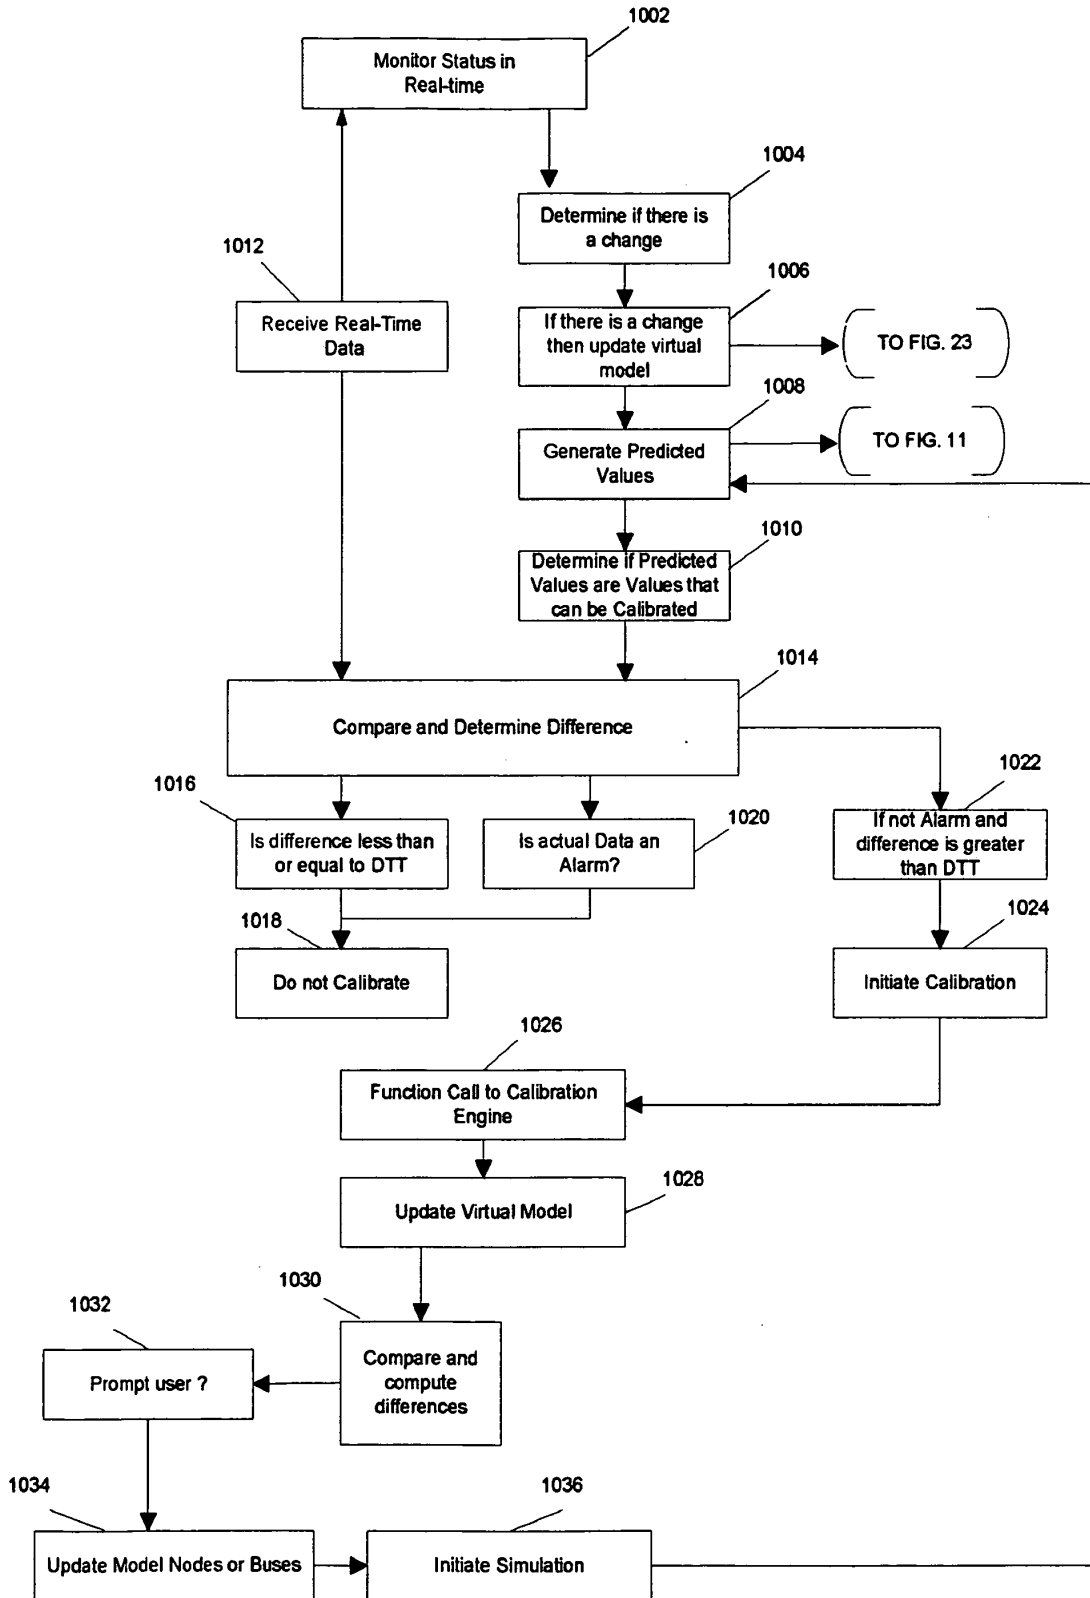 1002
Monitor Status in
Real-time
1004
Determine if there is
a change
1012
Receive Real-Time
Data
1006
If there is a change
then update virtual
model
TO FIG. 23
1008
Generate Predicted
Values
TO FIG. 11
1010
Determine if Predicted
Values are Values that
can be Calibrated
1014
Compare and Determine Difference
1016
Is difference less than
or equal to DTT
1020
Is actual Data an
Alarm?
1022
If not Alarm and
difference is greater
than DTT
1018
Do not Calibrate
1024
Initiate Calibration
1026
Function Call to Calibration
Engine
1028
Update Virtual Model
1030
Compare and
compute
differences
1032
Prompt user ?
1034
Update Model Nodes or Buses
1036
Initiate Simulation